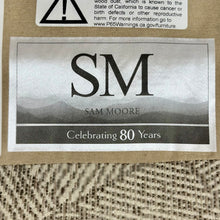 wood dust, which is known to the
State of California to cause cancer or
birth defects or other reproductive
harm. For more information go to
www.P65Warnings.ca.gov/furniture
SM
SAM MOORE
Celebrating 80 Years